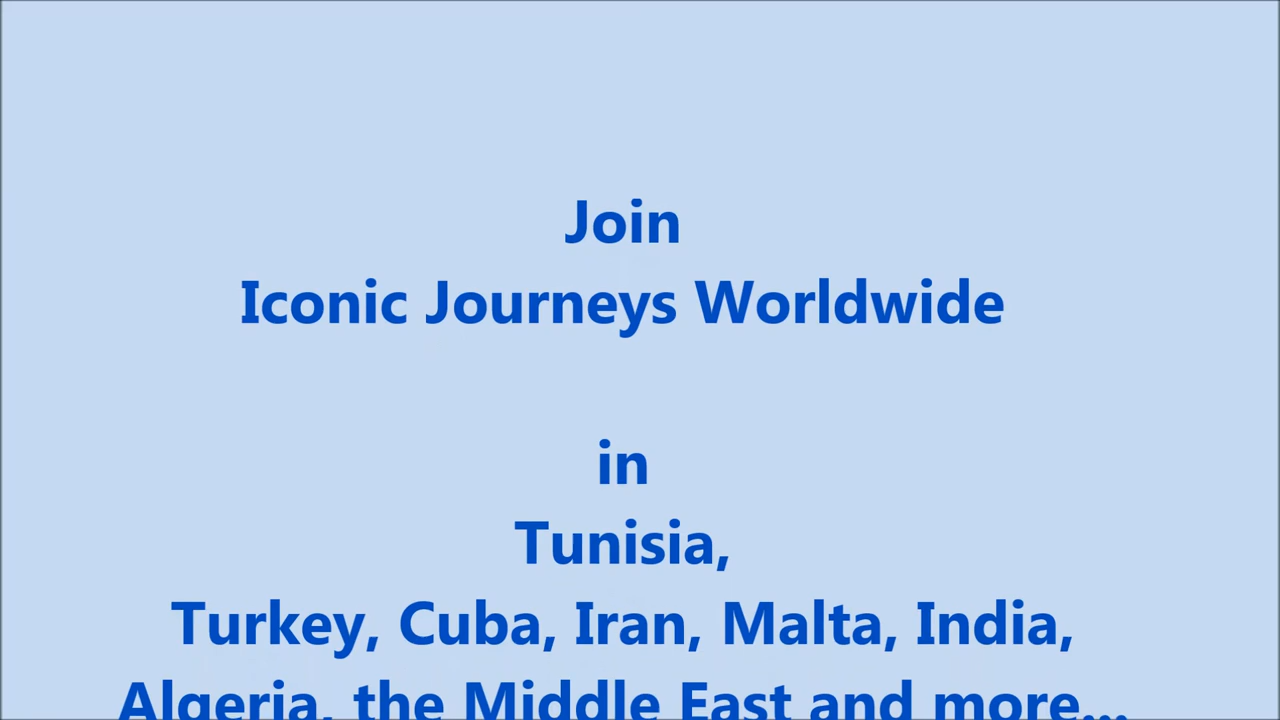 Join
Iconic Journeys Worldwide
in
Tunisia,
Turkey, Cuba, Iran, Malta, India,
Algeria, the Middle East and more...